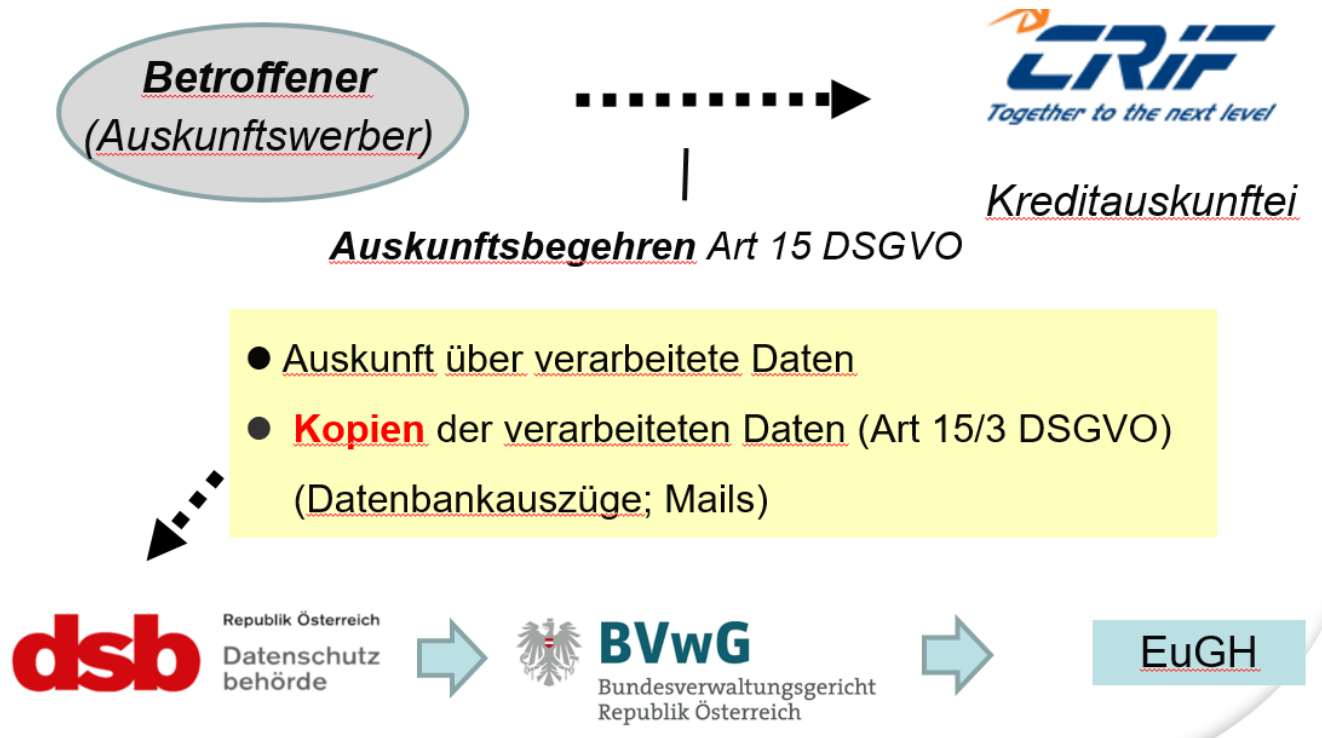 Betroffener
(Auskunftswerber)
CRIF
Together to the next level
Kreditauskunftei
Auskunftsbegehren Art 15 DSGVO
● Auskunft über verarbeitete Daten
● Kopien der verarbeiteten Daten (Art 15/3 DSGVO)
(Datenbankauszüge; Mails)
dsb
Republik Österreich
Datenschutz
behörde
BVwG
Bundesverwaltungsgericht
Republik Österreich
EuGH